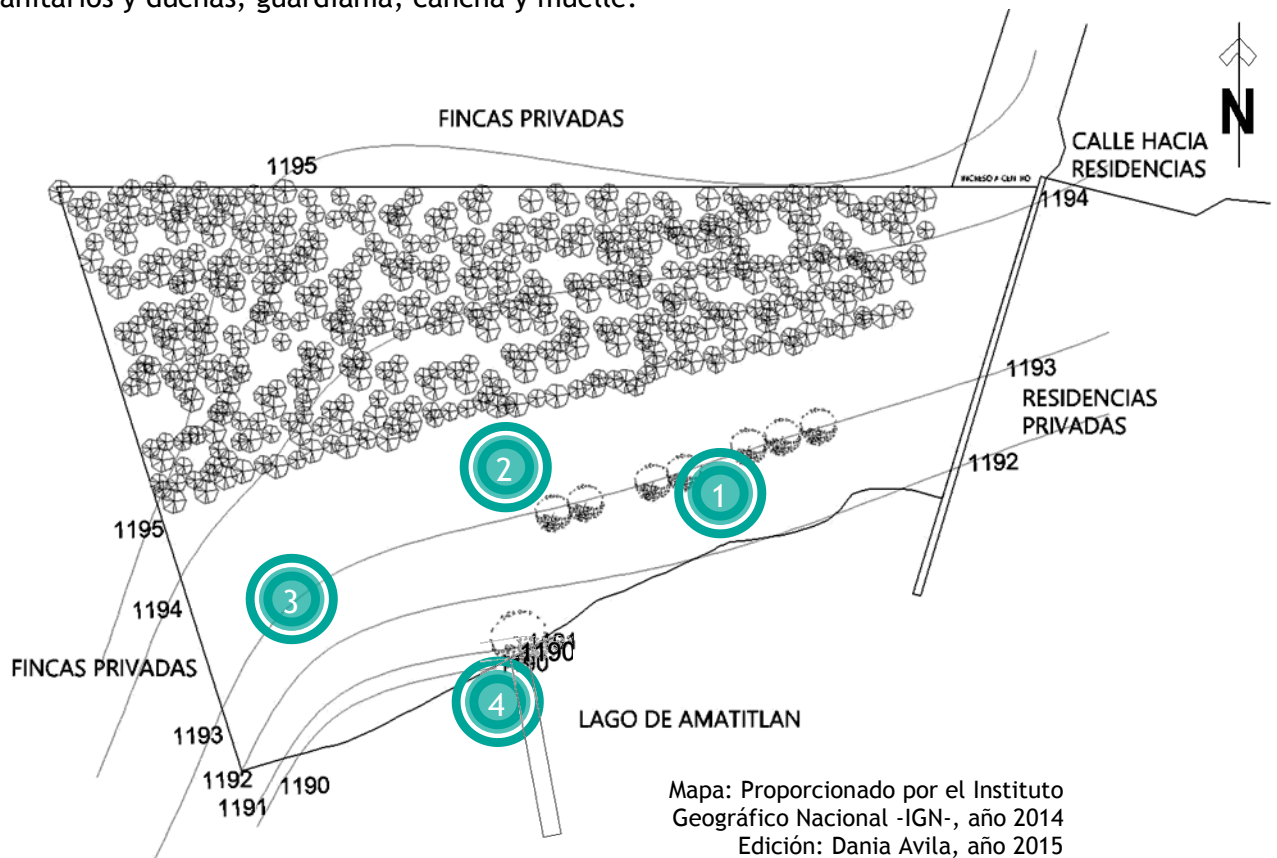 anitarios y duchas, guardianía, cancha y muelle.
FINCAS PRIVADAS
N
CALLE HACIA
RESIDENCIAS
1195
INGRESO A
1194
1193
RESIDENCIAS
PRIVADAS
2
1192
1
1195
3
1194
1190
FINCAS PRIVADAS
4
LAGO DE AMATITLAN
1193
1192
1190
1191
Mapa: Proporcionado por el Instituto
Geográfico Nacional -IGN-, año 2014
Edición: Dania Avila, año 2015